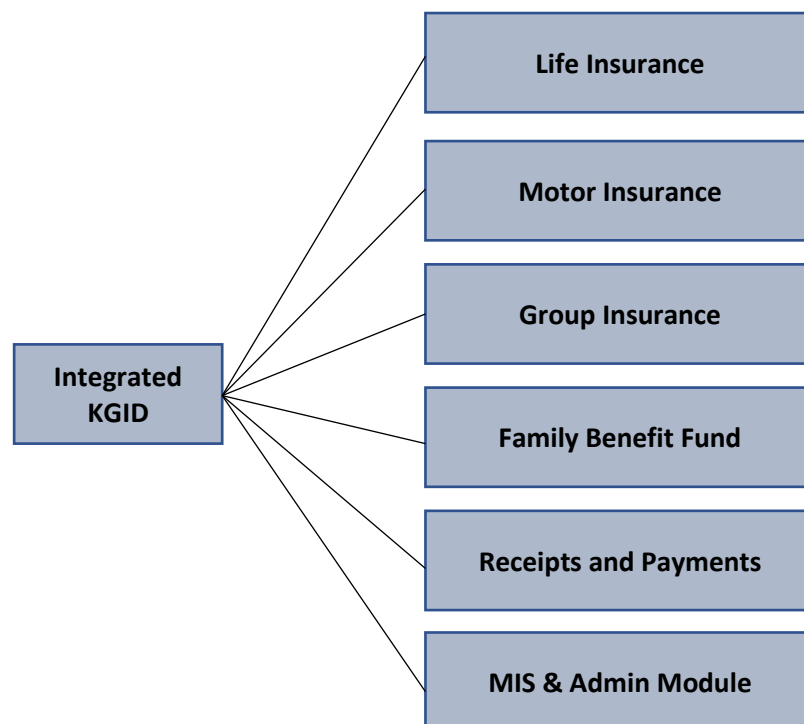 Life Insurance
Motor Insurance
Group Insurance
Integrated
KGID
Family Benefit Fund
Receipts and Payments
MIS & Admin Module